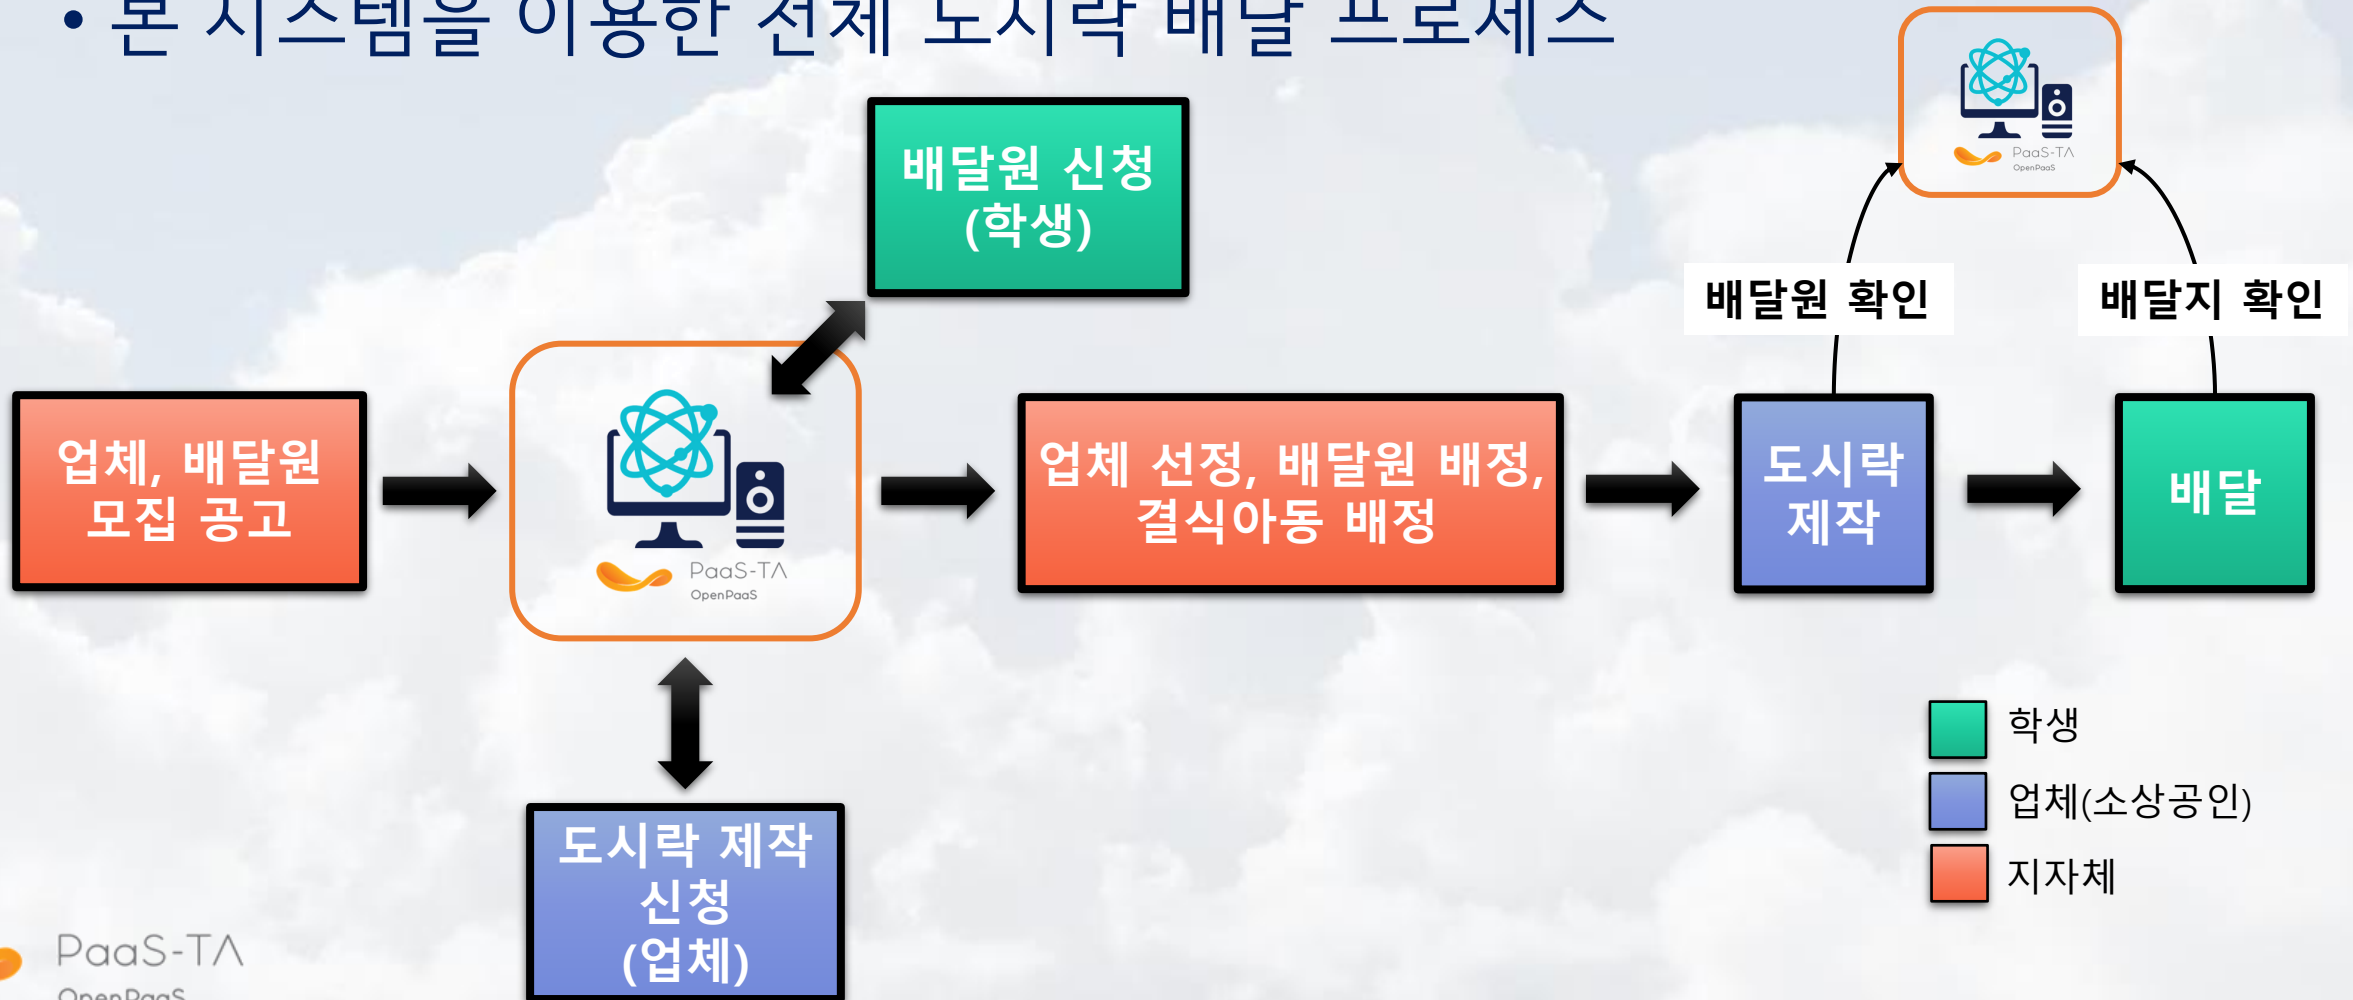 • 본 시스템을 이용한 전체 도시락 배달 프로세스
PaaS-TA
OpenPaaS
배달원 신청
(학생)
배달원 확인
배달지 확인
업체, 배달원
모집 공고
PaaS-TA
OpenPaaS
업체 선정, 배달원 배정,
결식아동 배정
도시락
제작
배달
도시락 제작
신청
(업체)
학생
업체(소상공인)
지자체
PaaS-TA
OpenPaaS